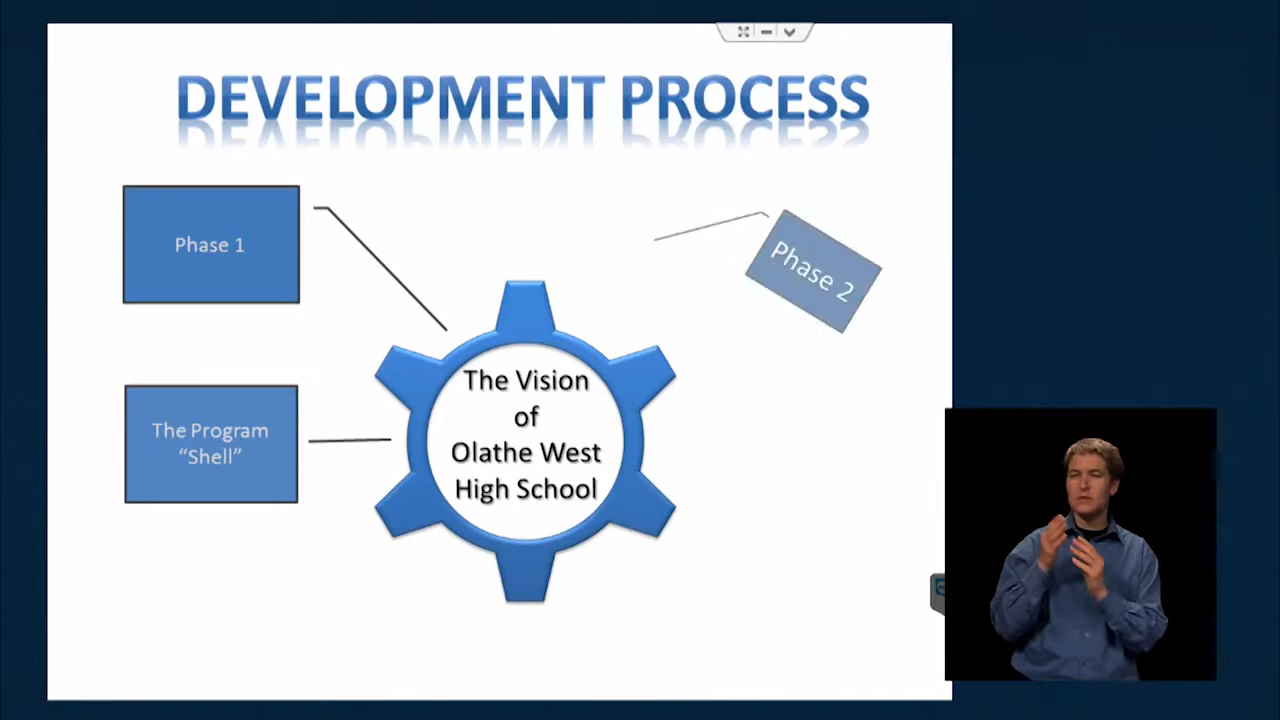 DEVELOPMENT PROCESS
Phase 1
Phase 2
The Program
“Shell”
The Vision
of
Olathe West
High School